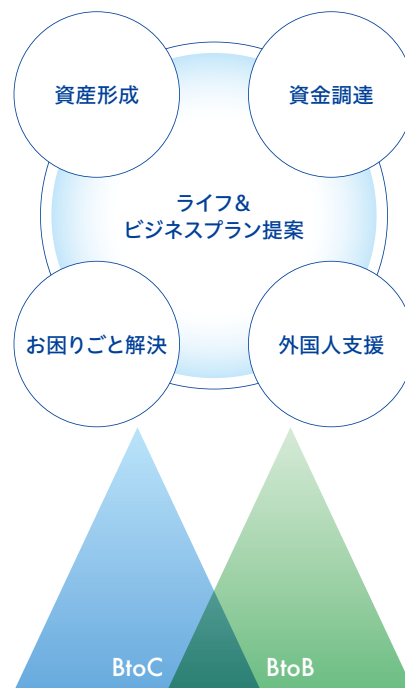 資産形成
資金調達
ライフ&
ビジネスプラン提案
お困りごと解決
外国人支援
BtoC
BtoB